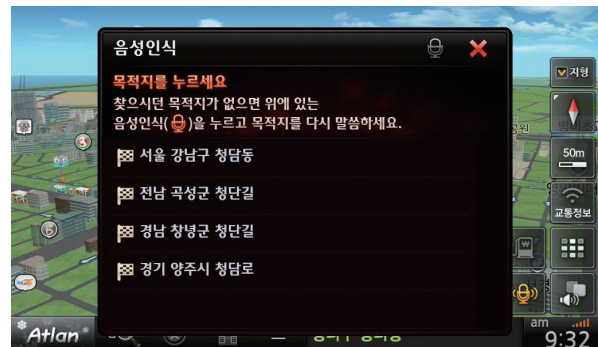 음성인식
목적지를 누르세요
찾으시던 목적지가 없으면 위에 있는
음성인식( )을 누르고 목적지를 다시 말씀하세요.
서울 강남구 청담동
전남 곡성군 청단길
경남 창녕군 청단길
경기 양주시 청담로
지형
50m
교통정보
Atlan
am
9:32